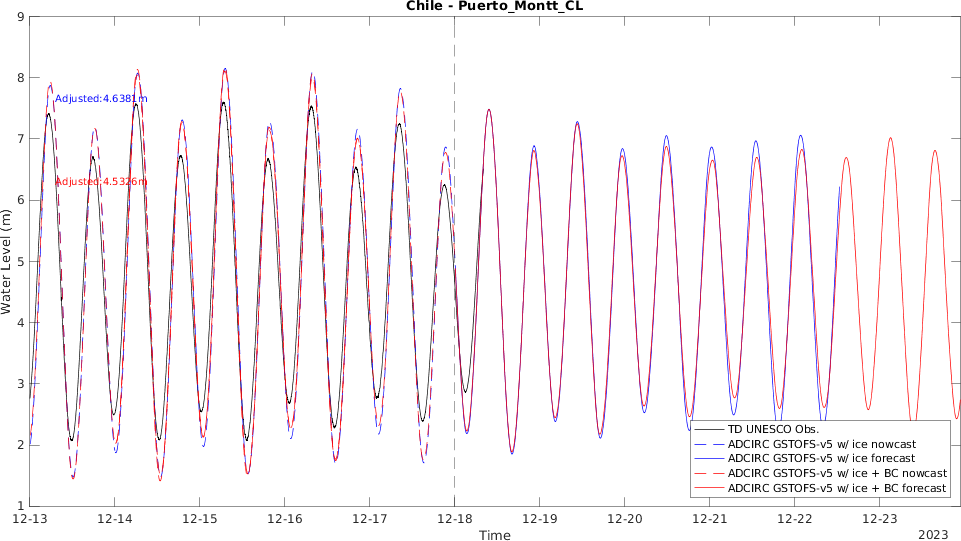 Chile - Puerto_Montt_CL
9
8
7
6
5
4
3
2
1
Water Level (m)
Adjusted:4.6381m
Adjusted:4.5326m
TD UNESCO Obs.
ADCIRC GSTOFS-v5 w/ ice nowcast
ADCIRC GSTOFS-v5 w/ ice forecast
ADCIRC GSTOFS-v5 w/ ice + BC nowcast
ADCIRC GSTOFS-v5 w/ ice + BC forecast
12-13 12-14 12-15 12-16 12-17 12-18 12-19 12-20 12-21 12-22 12-23
Time
2023